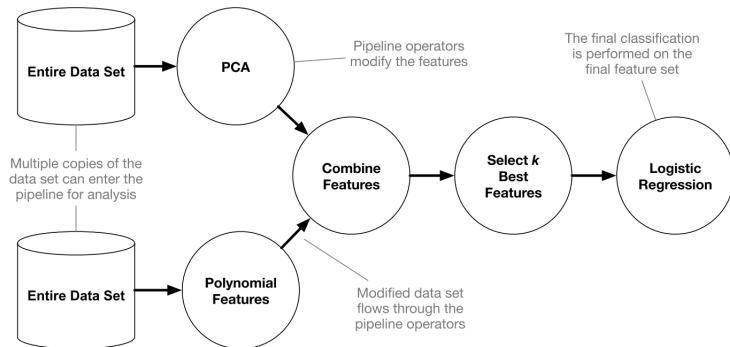 Entire Data Set
PCA
Pipeline operators
modify the features
The final classification
is performed on the
final feature set
Multiple copies of the
data set can enter the
pipeline for analysis
Combine
Features
Select k
Best
Features
Logistic
Regression
Entire Data Set
Polynomial
Features
Modified data set
flows through the
pipeline operators